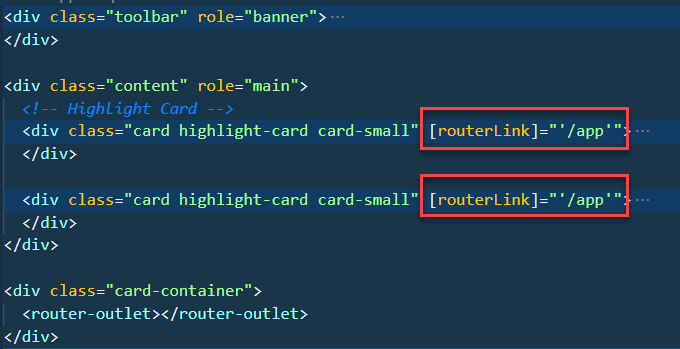 <div class="toolbar" role="banner">···
</div>
<div class="content" role="main">
<!-- Highlight Card -->
<div class="card highlight-card card-small" [routerLink]="'/app'">···
</div>
<div class="card highlight-card card-small" [routerLink]="'/app'">···
</div>
</div>
<div class="card-container">
<router-outlet></router-outlet>
</div>